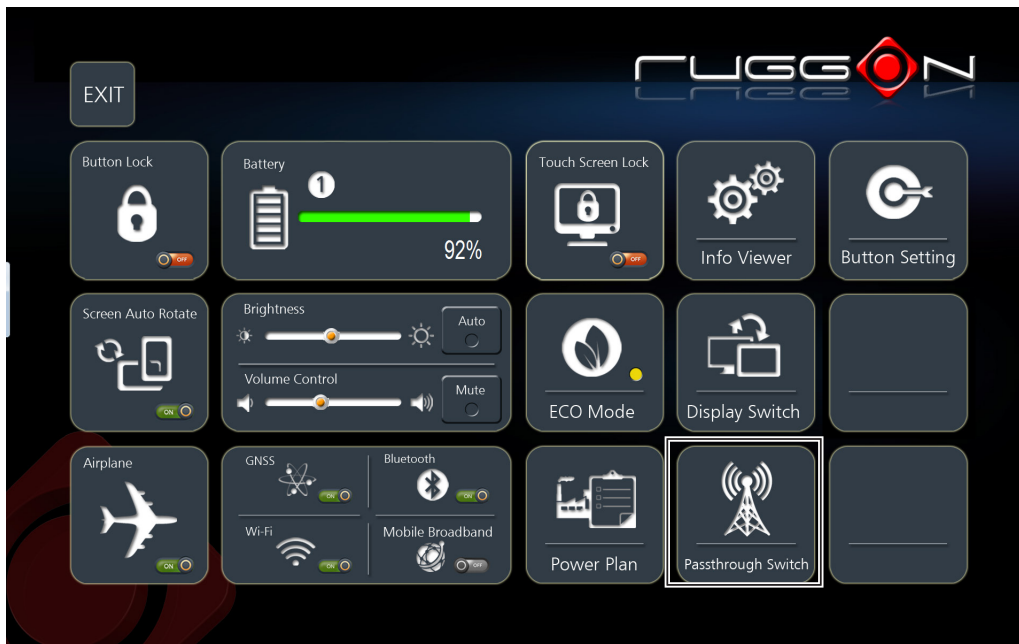 ruggon
EXIT
Button Lock
OFF
Battery
1
92%
Touch Screen Lock
OFF
Info Viewer
Button Setting
Screen Auto Rotate
ON
Brightness
Auto
Volume Control
Mute
ECO Mode
Display Switch
Airplane
ON
GNSS
ON
Bluetooth
ON
Wi-Fi
ON
Mobile Broadband
OFF
Power Plan
Passthrough Switch